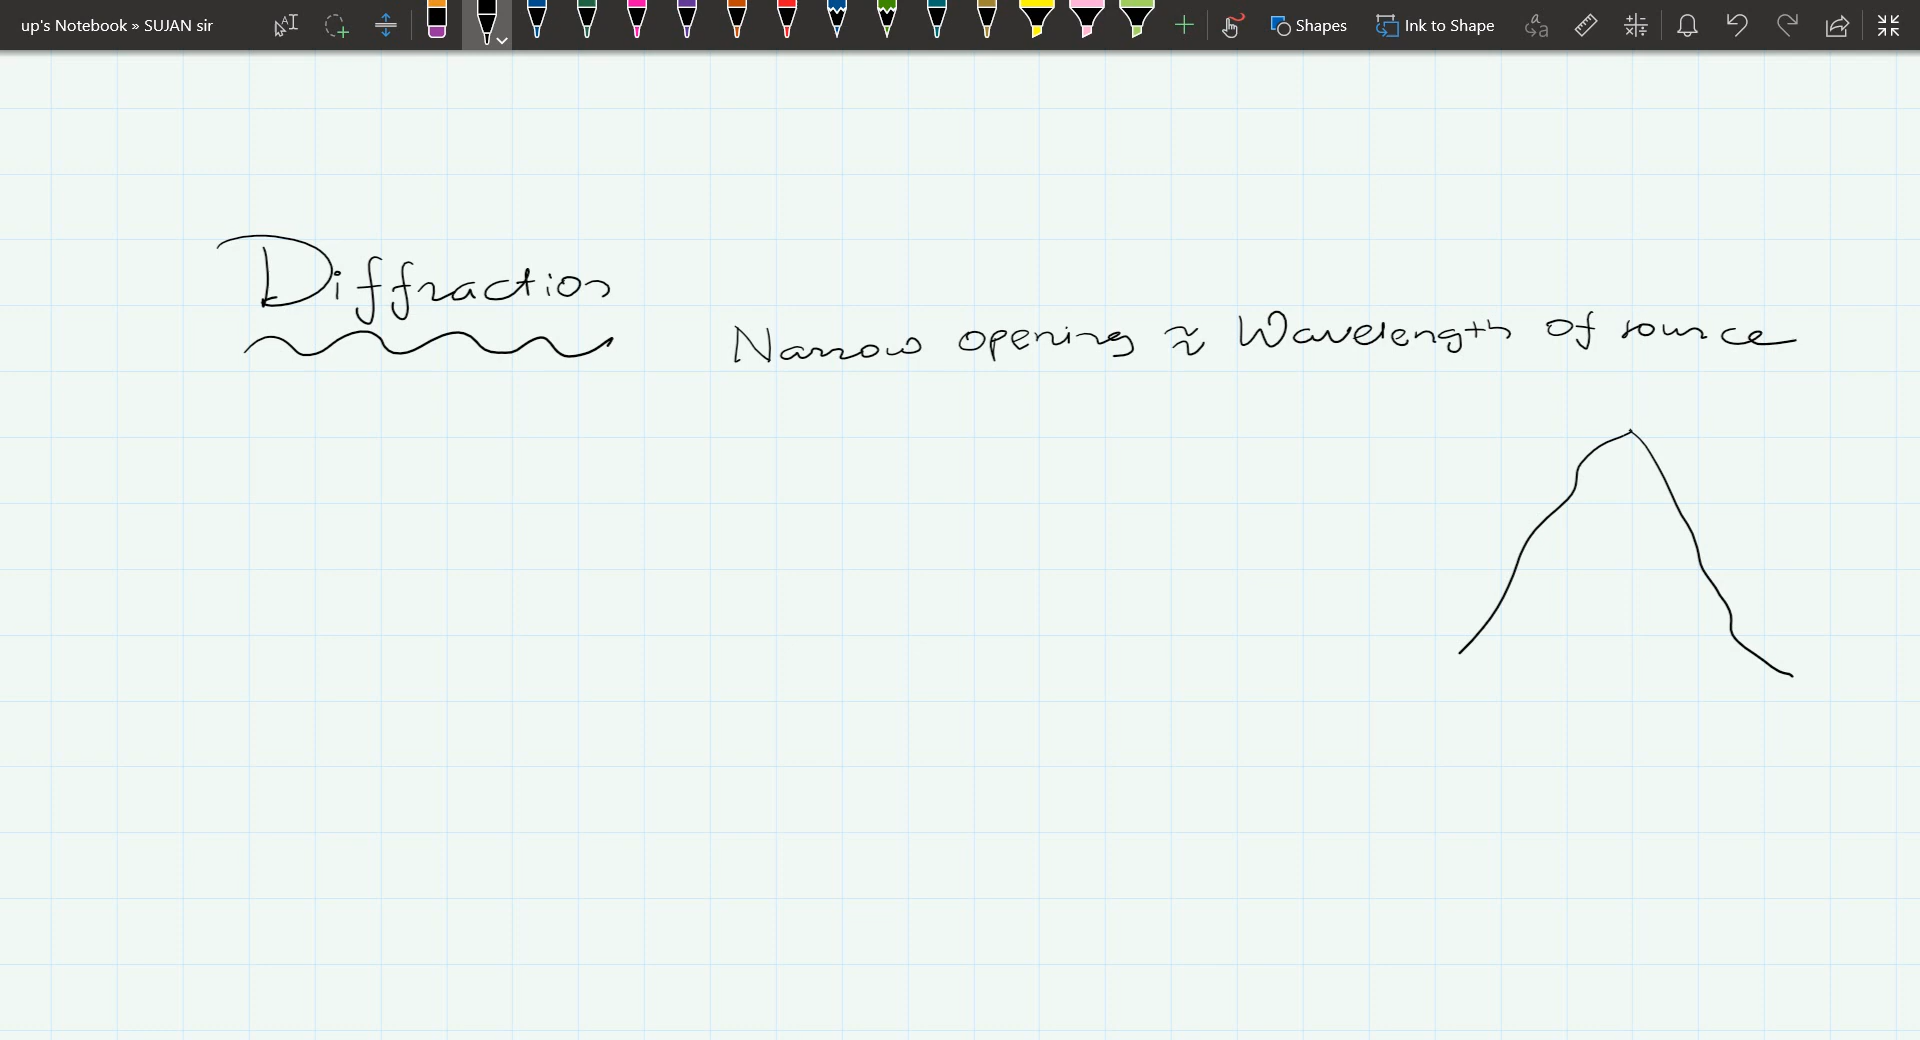 up's Notebook » SUJAN sir
Shapes
Ink to Shape
Diffraction
Narrow opening ≈ Wavelength of source